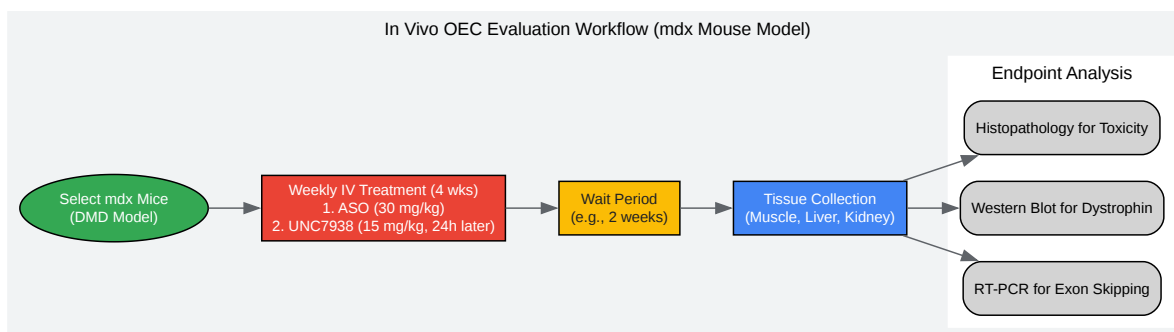 In Vivo OEC Evaluation Workflow (mdx Mouse Model)
Select mdx Mice
(DMD Model)
Weekly IV Treatment (4 wks)
1. ASO (30 mg/kg)
2. UNC7938 (15 mg/kg, 24h later)
Wait Period
(e.g., 2 weeks)
Tissue Collection
(Muscle, Liver, Kidney)
Endpoint Analysis
Histopathology for Toxicity
Western Blot for Dystrophin
RT-PCR for Exon Skipping